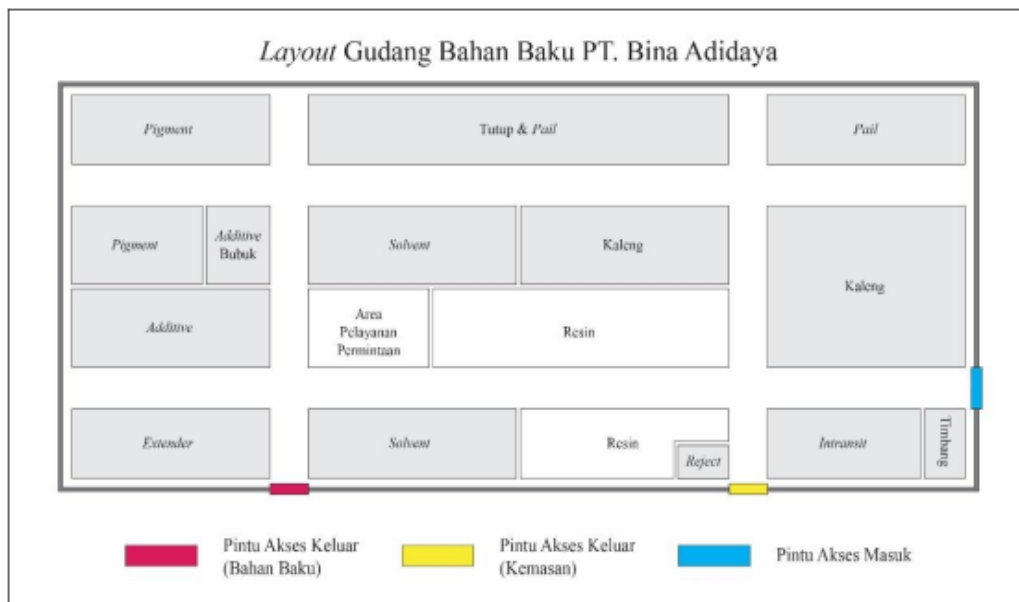 Layout Gudang Bahan Baku PT. Bina Adidaya
Pigment
Tutup & Pail
Pail
Pigment
Additive
Bubuk
Solvent
Kaleng
Kaleng
Additive
Area
Pelayanan
Permintaan
Resin
Extender
Solvent
Resin
Reject
Intransit
Timbang
Pintu Akses Keluar
(Bahan Baku)
Pintu Akses Keluar
(Kemasan)
Pintu Akses Masuk